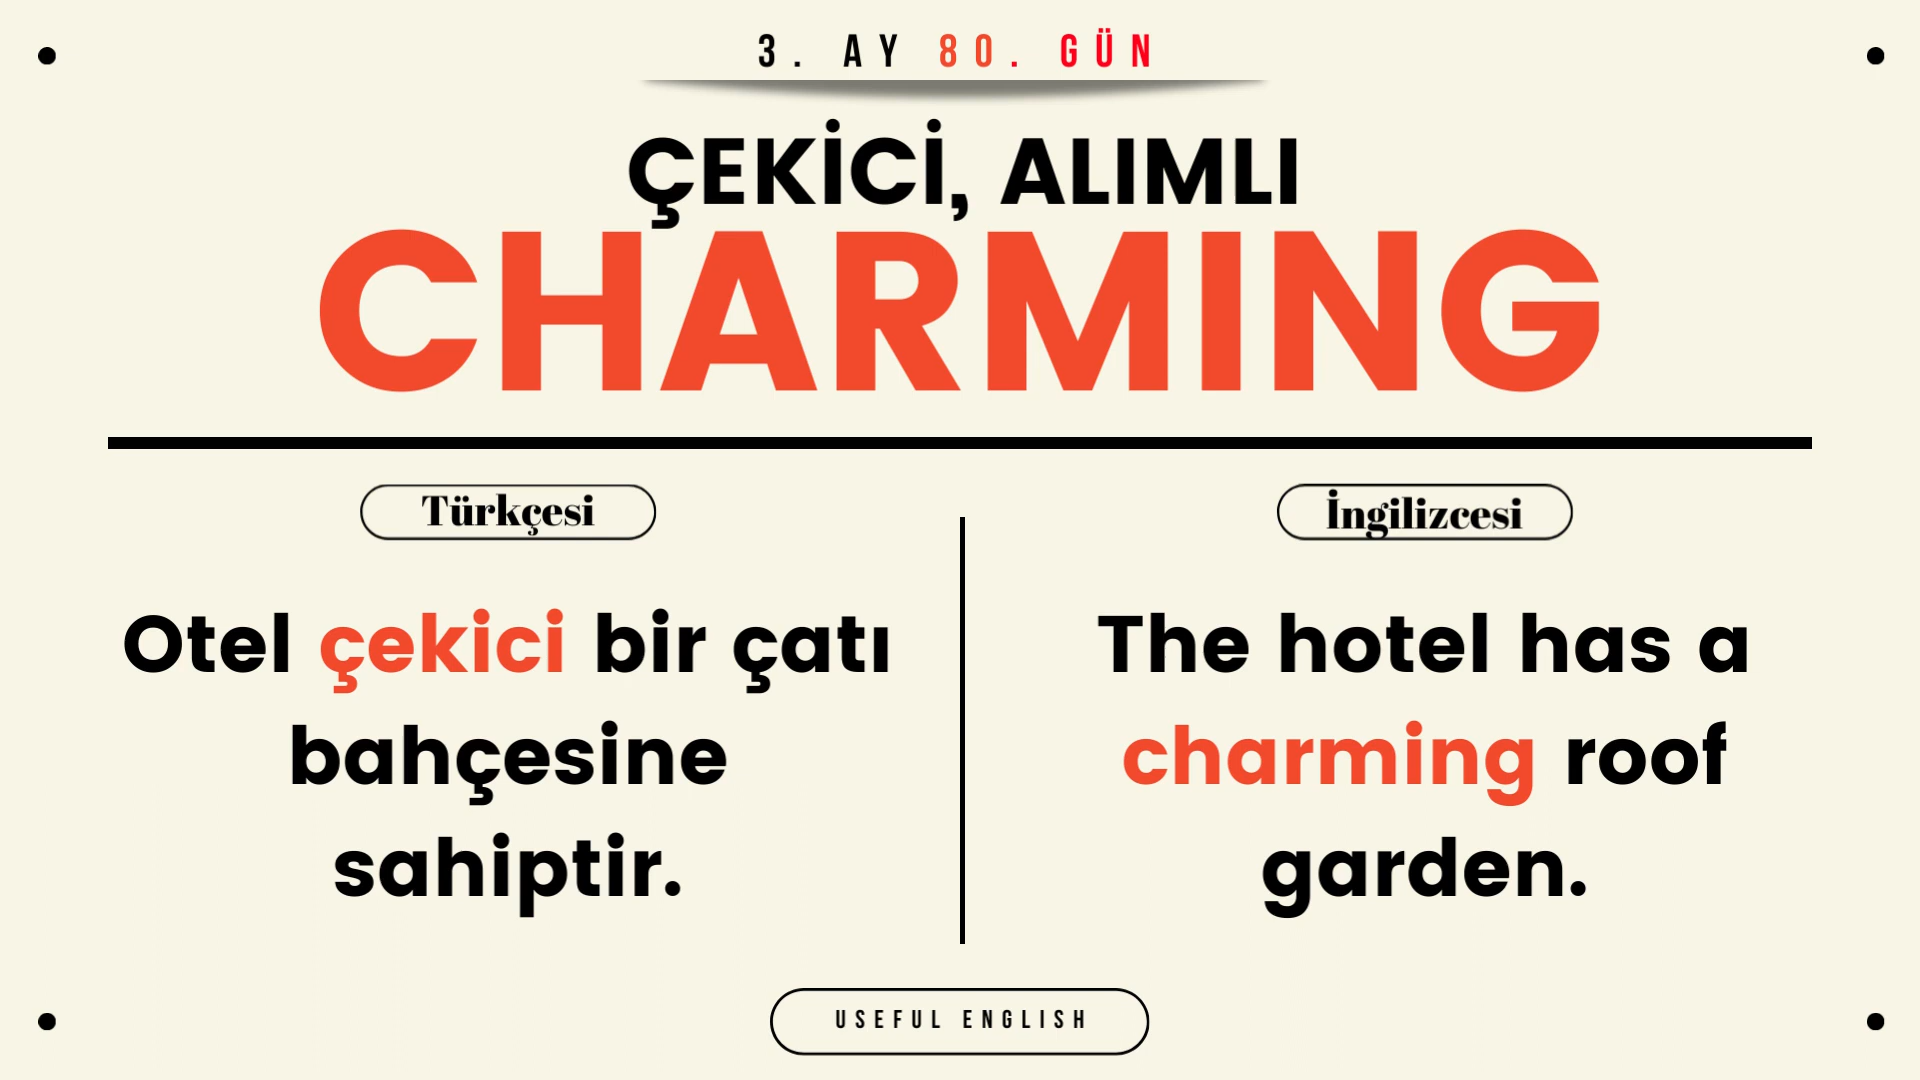 3. AY 80. GÜN
ÇEKİCİ, ALIMLI
CHARMING
Türkçesi
Otel çekici bir çatı
bahçesine
sahiptir.
İngilizcesi
The hotel has a
charming roof
garden.
USEFUL ENGLISH